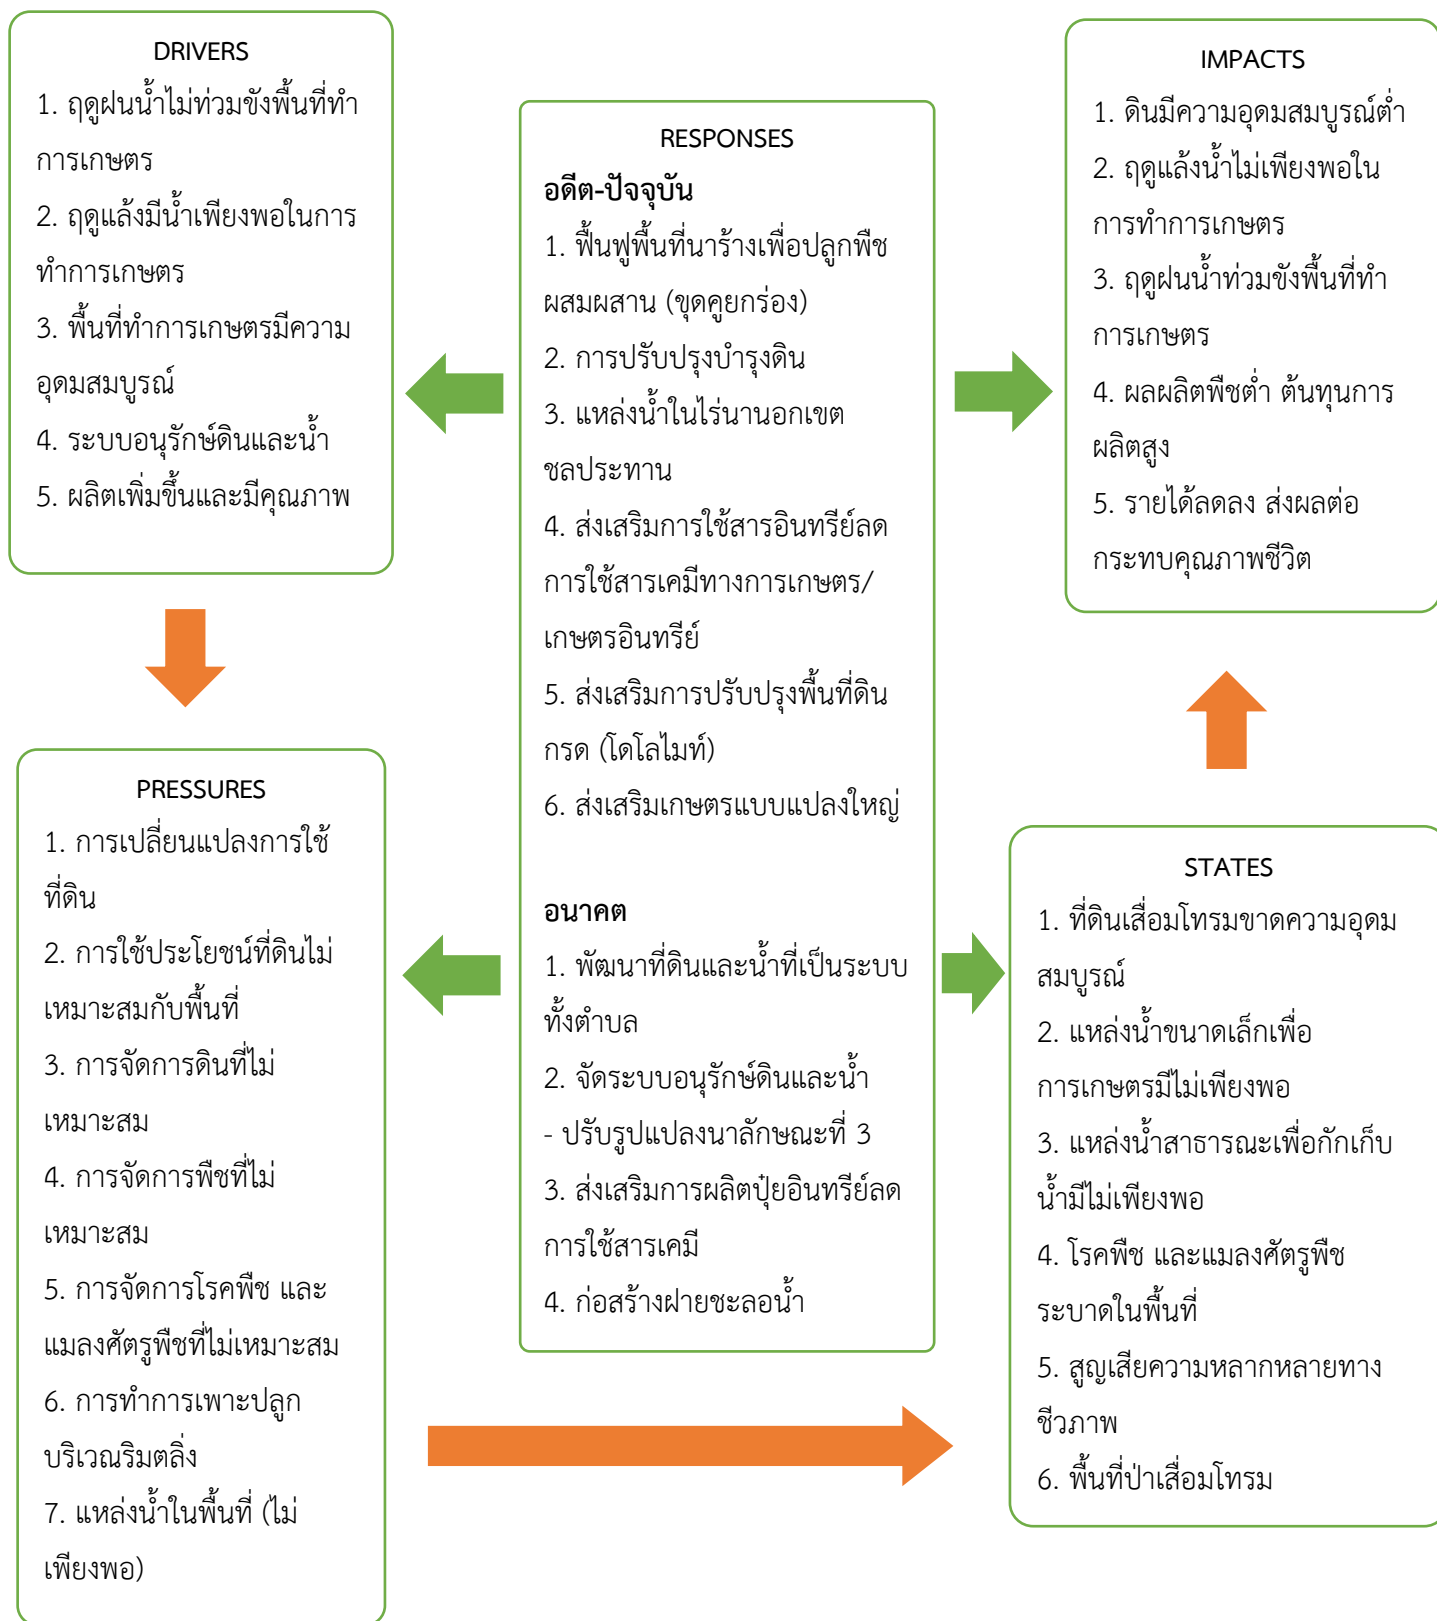 DRIVERS
1. ฤดูฝนน้ำไม่ท่วมขังพื้นที่ทำ
การเกษตร
2. ฤดูแล้งมีน้ำเพียงพอในการ
ทำการเกษตร
3. พื้นที่ทำการเกษตรมีความ
อุดมสมบูรณ์
4. ระบบอนุรักษ์ดินและน้ำ
5. ผลิตเพิ่มขึ้นและมีคุณภาพ
PRESSURES
1. การเปลี่ยนแปลงการใช้
ที่ดิน
2. การใช้ประโยชน์ที่ดินไม่
เหมาะสมกับพื้นที่
3. การจัดการดินที่ไม่
เหมาะสม
4. การจัดการพืชที่ไม่
เหมาะสม
5. การจัดการโรคพืช และ
แมลงศัตรูพืชที่ไม่เหมาะสม
6. การทำการเพาะปลูก
บริเวณริมตลิ่ง
7. แหล่งน้ำในพื้นที่ (ไม่
เพียงพอ)
RESPONSES
อดีต-ปัจจุบัน
1. ฟื้นฟูพื้นที่นาร้างเพื่อปลูกพืช
ผสมผสาน (ขุดคูยกร่อง)
2. การปรับปรุงบำรุงดิน
3. แหล่งน้ำในไร่นานอกเขต
ชลประทาน
4. ส่งเสริมการใช้สารอินทรีย์ลด
การใช้สารเคมีทางการเกษตร/
เกษตรอินทรีย์
5. ส่งเสริมการปรับปรุงพื้นที่ดิน
กรด (โดโลไมท์)
6. ส่งเสริมเกษตรแบบแปลงใหญ่
อนาคต
1. พัฒนาที่ดินและน้ำที่เป็นระบบ
ทั้งตำบล
2. จัดระบบอนุรักษ์ดินและน้ำ
- ปรับรูปแปลงนาลักษณะที่ 3
3. ส่งเสริมการผลิตปุ๋ยอินทรีย์ลด
การใช้สารเคมี
4. ก่อสร้างฝายชะลอน้ำ
IMPACTS
1. ดินมีความอุดมสมบูรณ์ต่ำ
2. ฤดูแล้งน้ำไม่เพียงพอใน
การทำการเกษตร
3. ฤดูฝนน้ำท่วมขังพื้นที่ทำ
การเกษตร
4. ผลผลิตพืชต่ำ ต้นทุนการ
ผลิตสูง
5. รายได้ลดลง ส่งผลต่อ
กระทบคุณภาพชีวิต
STATES
1. ที่ดินเสื่อมโทรมขาดความอุดม
สมบูรณ์
2. แหล่งน้ำขนาดเล็กเพื่อ
การเกษตรมีไม่เพียงพอ
3. แหล่งน้ำสาธารณะเพื่อกักเก็บ
น้ำมีไม่เพียงพอ
4. โรคพืช และแมลงศัตรูพืช
ระบาดในพื้นที่
5. สูญเสียความหลากหลายทาง
ชีวภาพ
6. พื้นที่ป่าเสื่อมโทรม